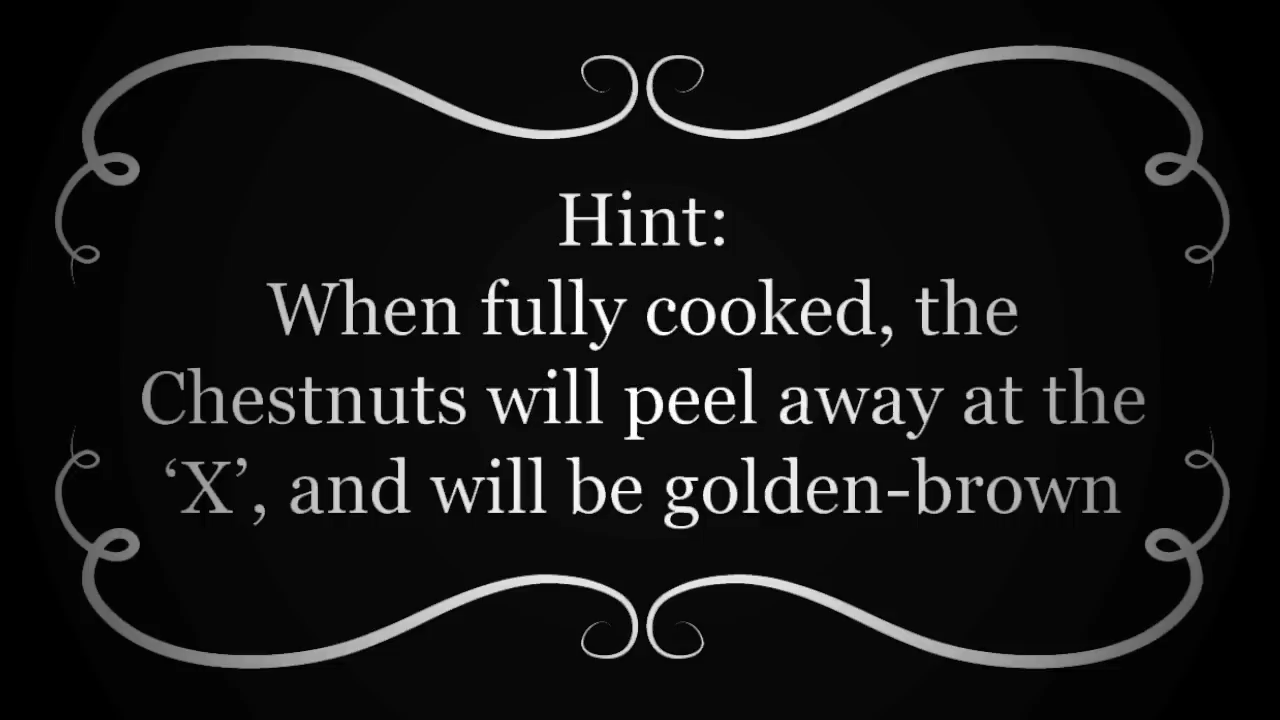 Hint:
When fully cooked, the
Chestnuts will peel away at the
‘X’, and will be golden-brown